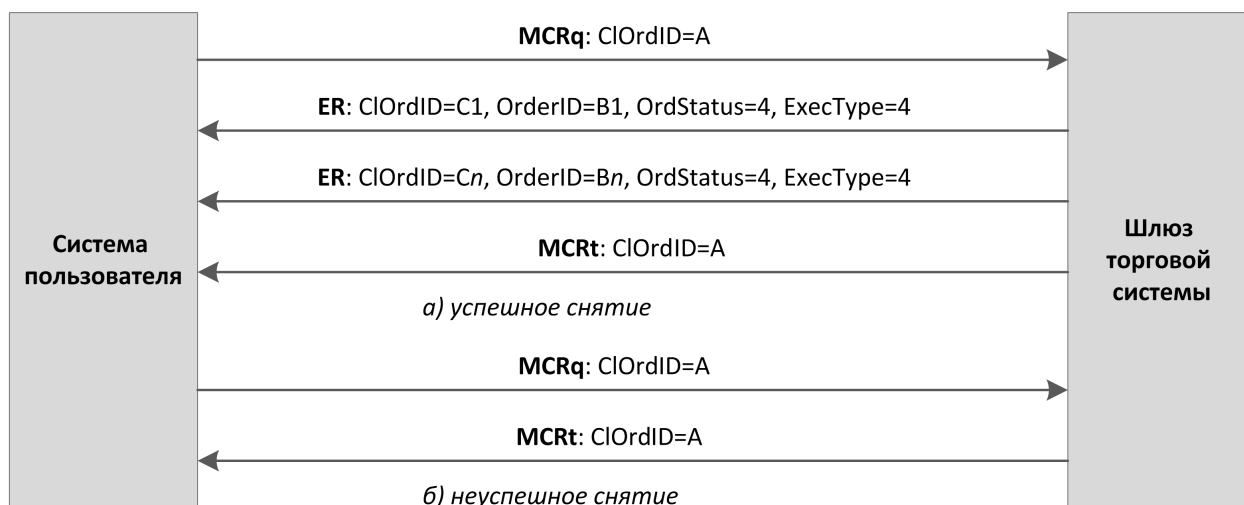 MCRq: ClOrdID=A
ER: ClOrdID=C1, OrderID=B1, OrdStatus=4, ExecType=4
ER: ClOrdID=Cn, OrderID=Bn, OrdStatus=4, ExecType=4
Система
пользователя
MCRt: ClOrdID=A
Шлюз
торговой
системы
а) успешное снятие
MCRq: ClOrdID=A
MCRt: ClOrdID=A
б) неуспешное снятие